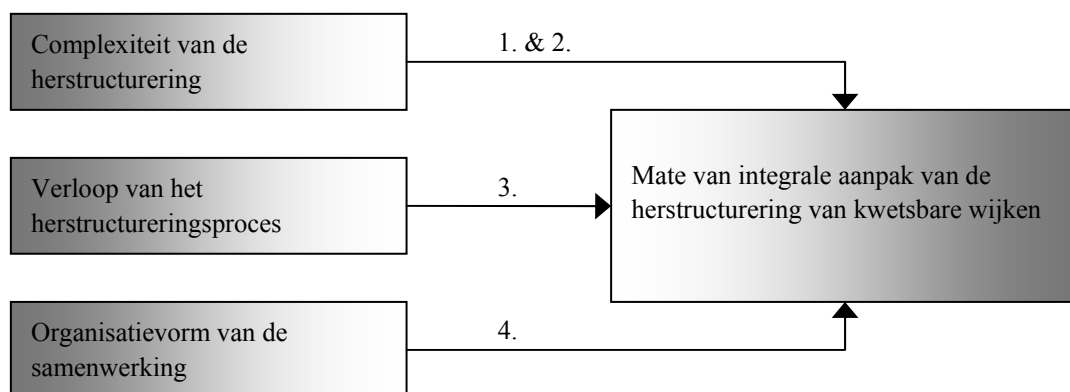 Complexiteit van de
herstructurering
1. & 2.
Verloop van het
herstructureringsproces
3.
Mate van integrale aanpak van de
herstructurering van kwetsbare wijken
Organisatievorm van de
samenwerking
4.